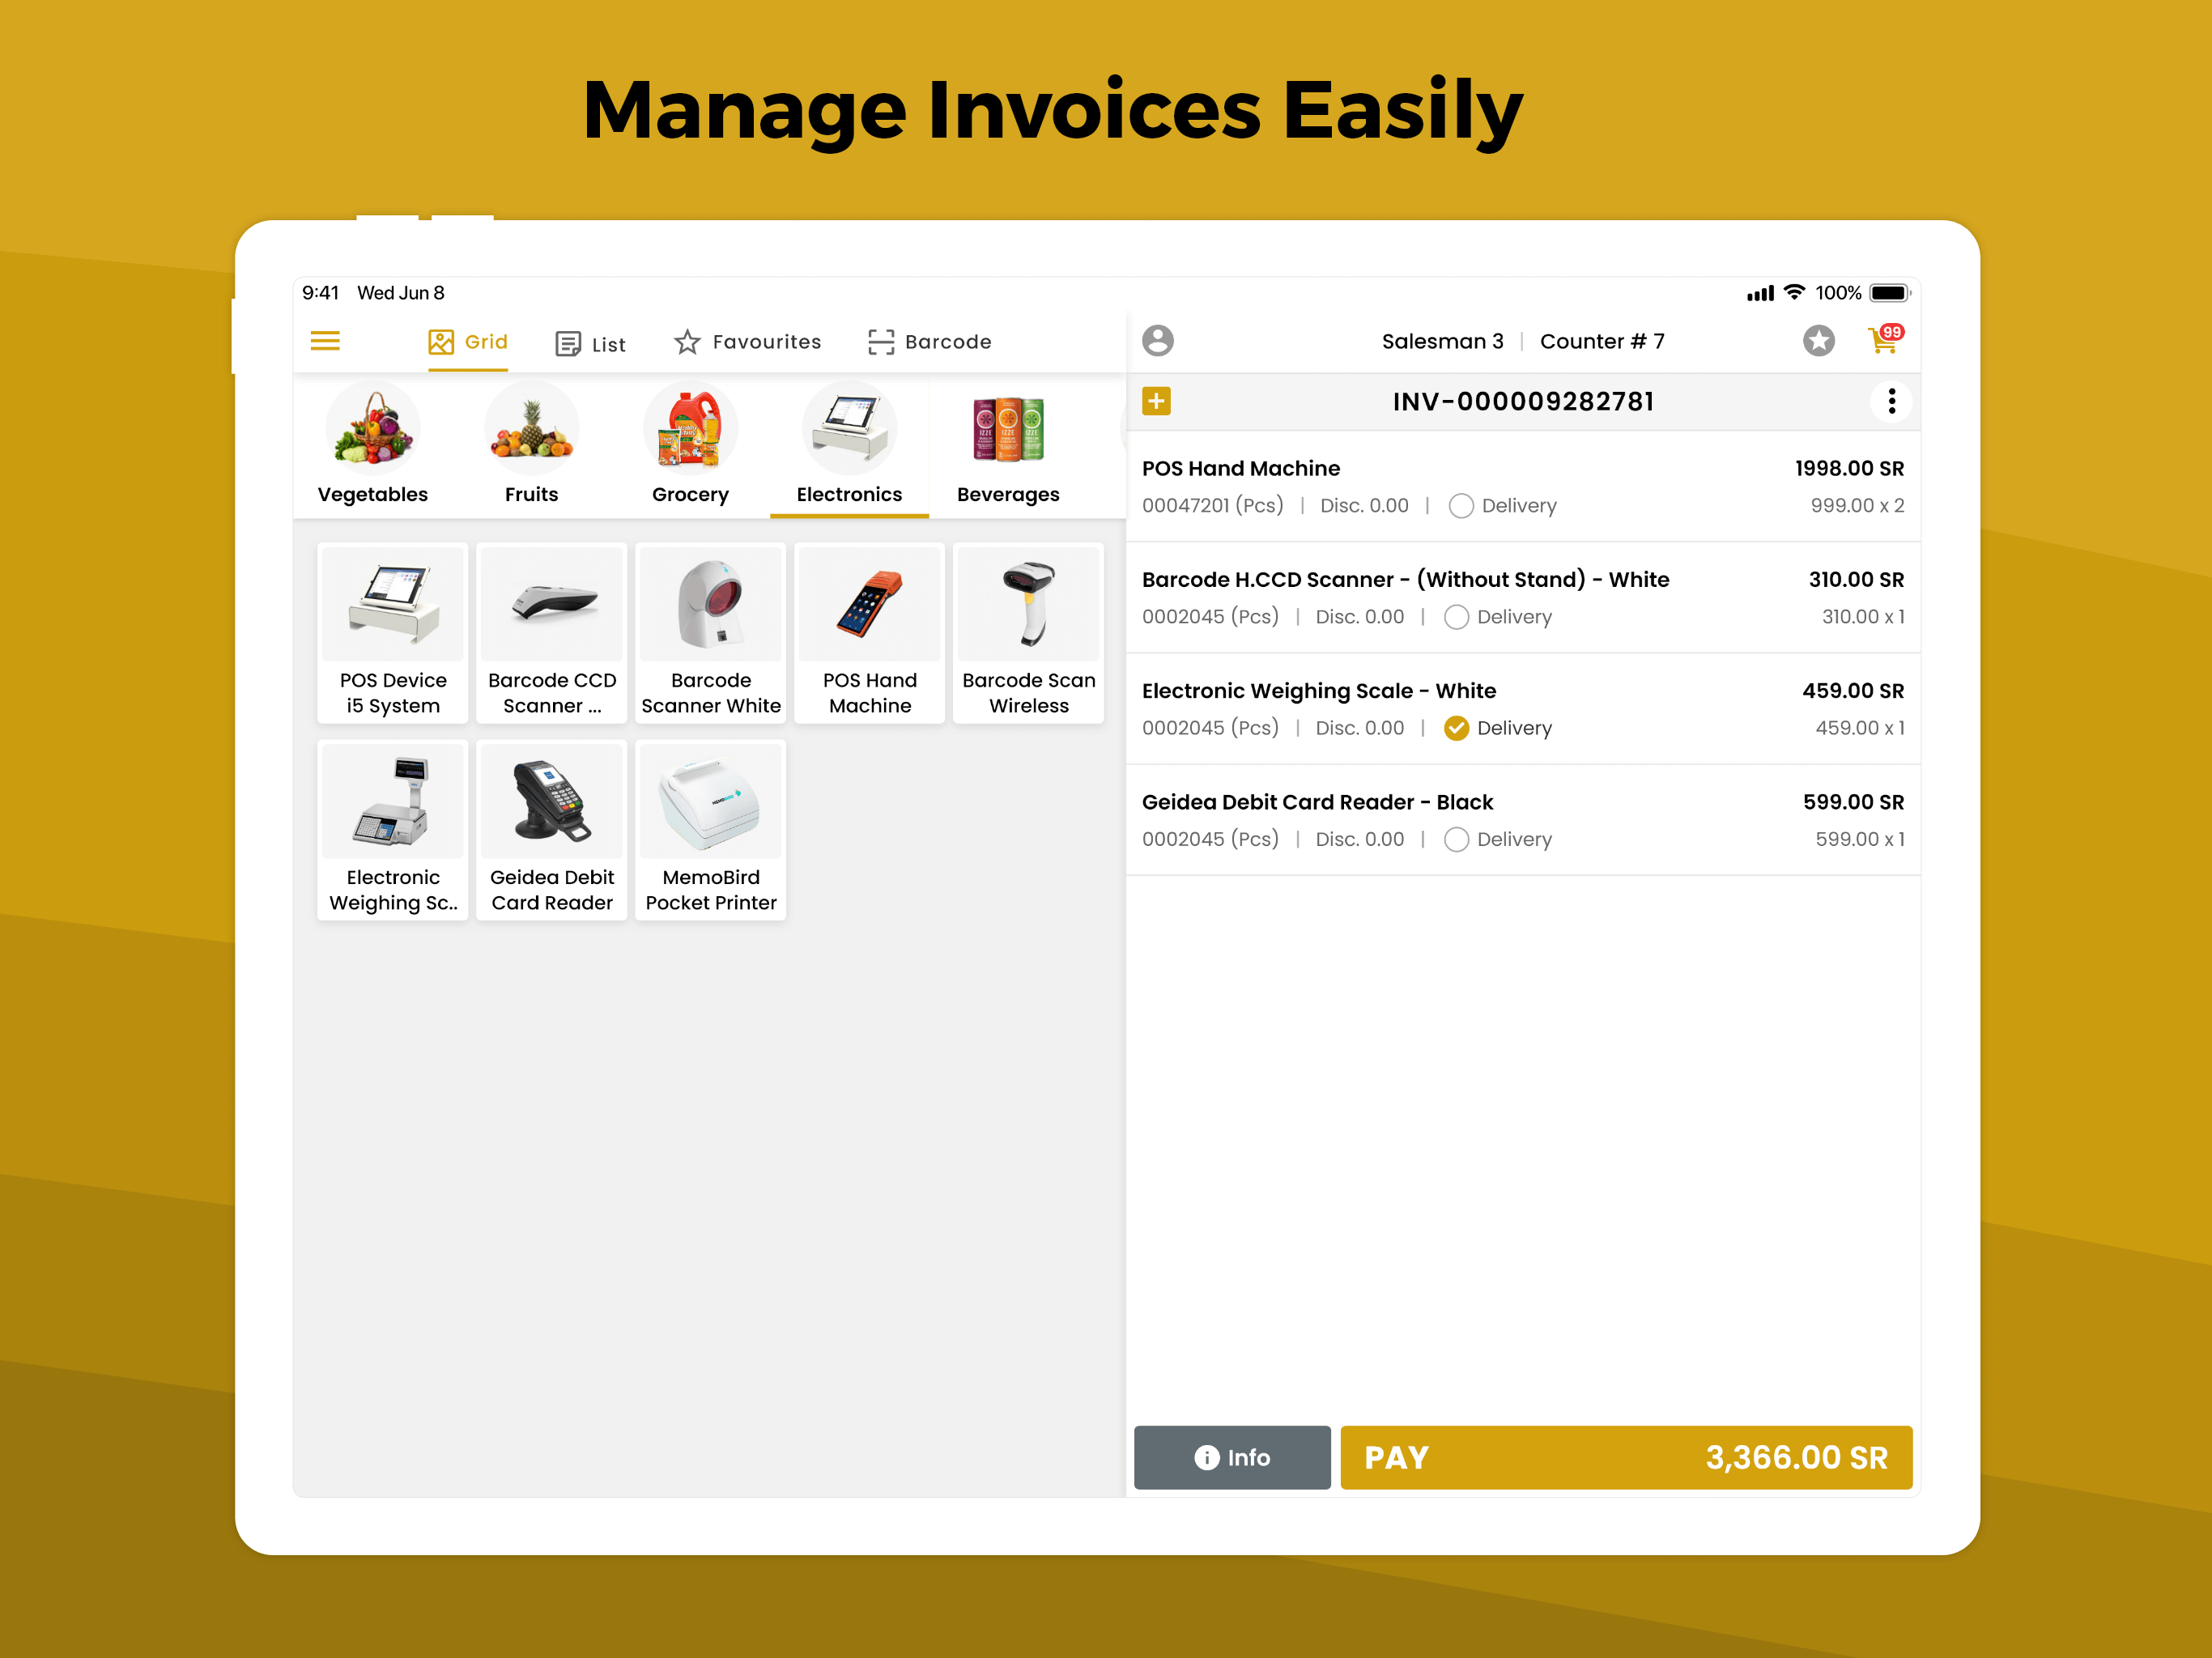 Manage Invoices Easily
9:41 Wed Jun 8
100%
Grid
List
Favourites
Barcode
Salesman 3 | Counter # 7
99
Vegetables
Fruits
Grocery
Electronics
Beverages
IZZE
IZZE
IZZE
INV-000009282781
POS Device
i5 System
Barcode CCD
Scanner ...
Barcode
Scanner White
POS Hand
Machine
Barcode Scan
Wireless
Electronic
Weighing Sc..
Geidea Debit
Card Reader
MemoBird
Pocket Printer
POS Hand Machine 1998.00 SR
00047201 (Pcs) | Disc. 0.00 | Delivery 999.00 x 2
Barcode H.CCD Scanner - (Without Stand) - White 310.00 SR
0002045 (Pcs) | Disc. 0.00 | Delivery 310.00 x 1
Electronic Weighing Scale - White 459.00 SR
0002045 (Pcs) | Disc. 0.00 | Delivery 459.00 x 1
Geidea Debit Card Reader - Black 599.00 SR
0002045 (Pcs) | Disc. 0.00 | Delivery 599.00 x 1
Info
PAY 3,366.00 SR